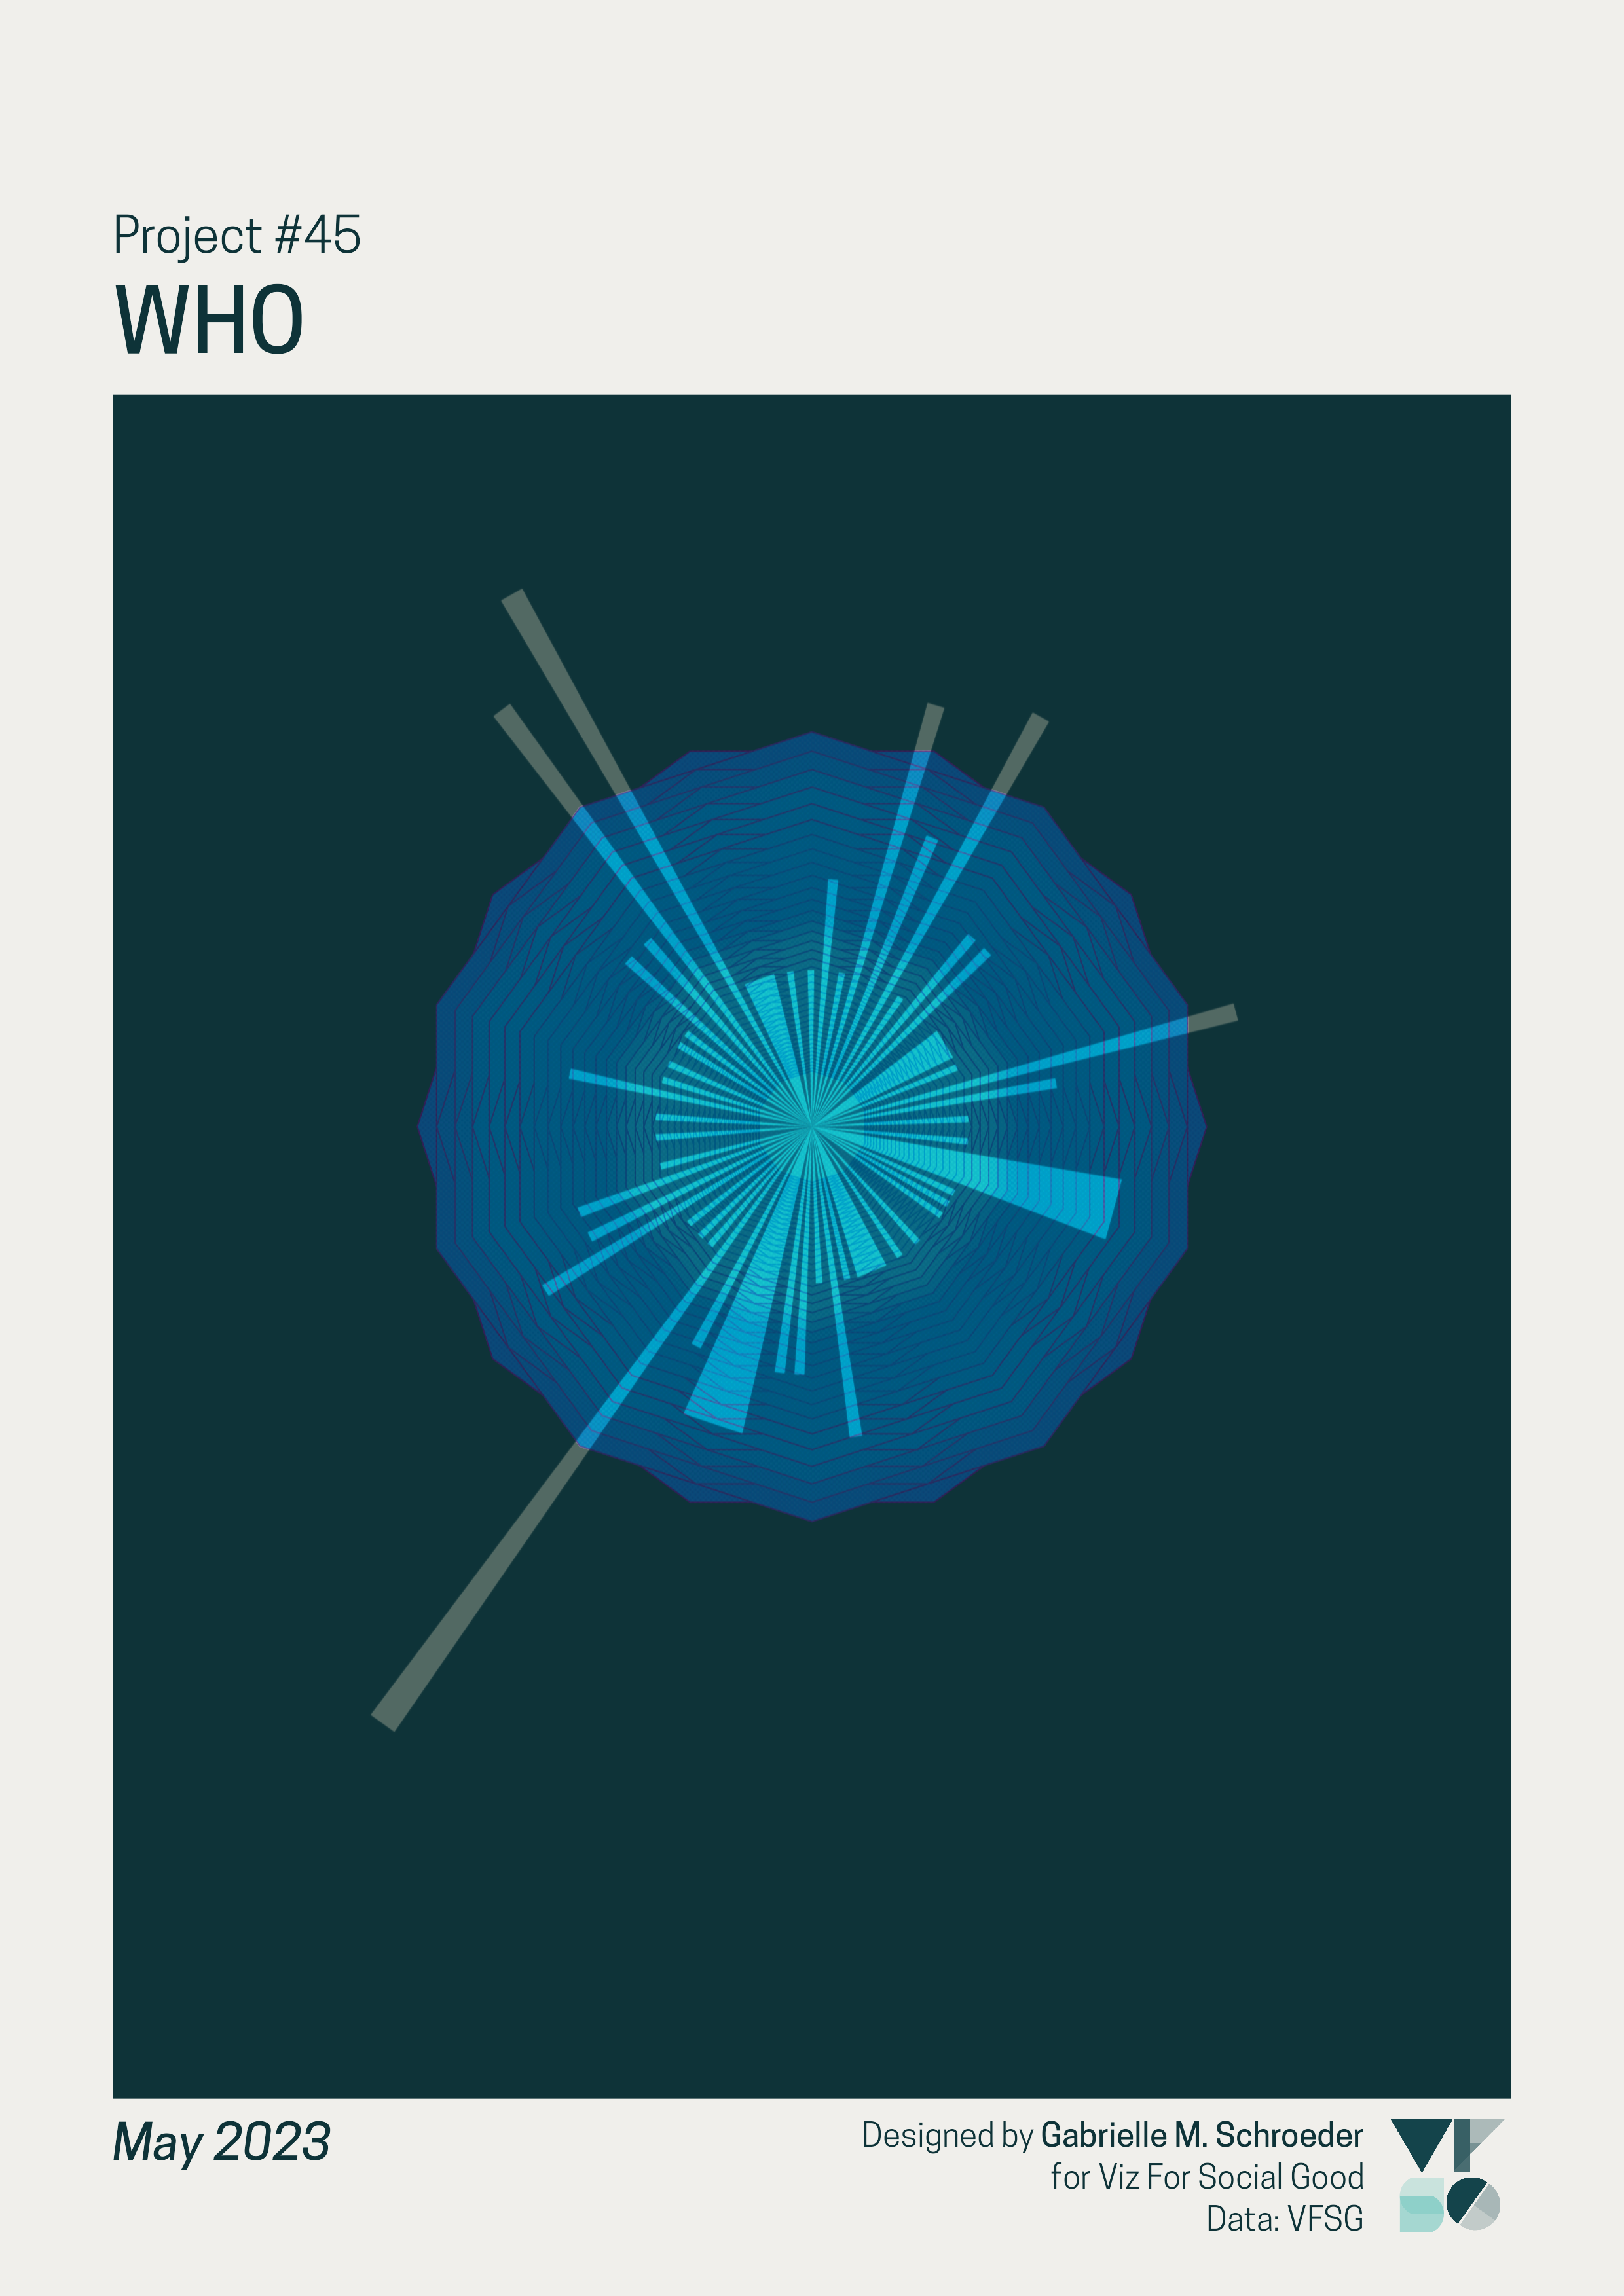 Project #45
WHO
May 2023
Designed by Gabrielle M. Schroeder
for Viz For Social Good
Data: VFSG